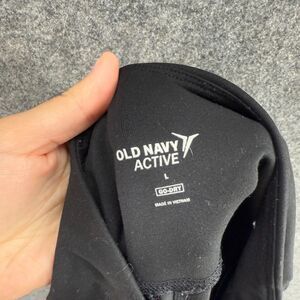 OLD NAVY
ACTIVE
L
GO-DRY
MADE IN VIETNAM